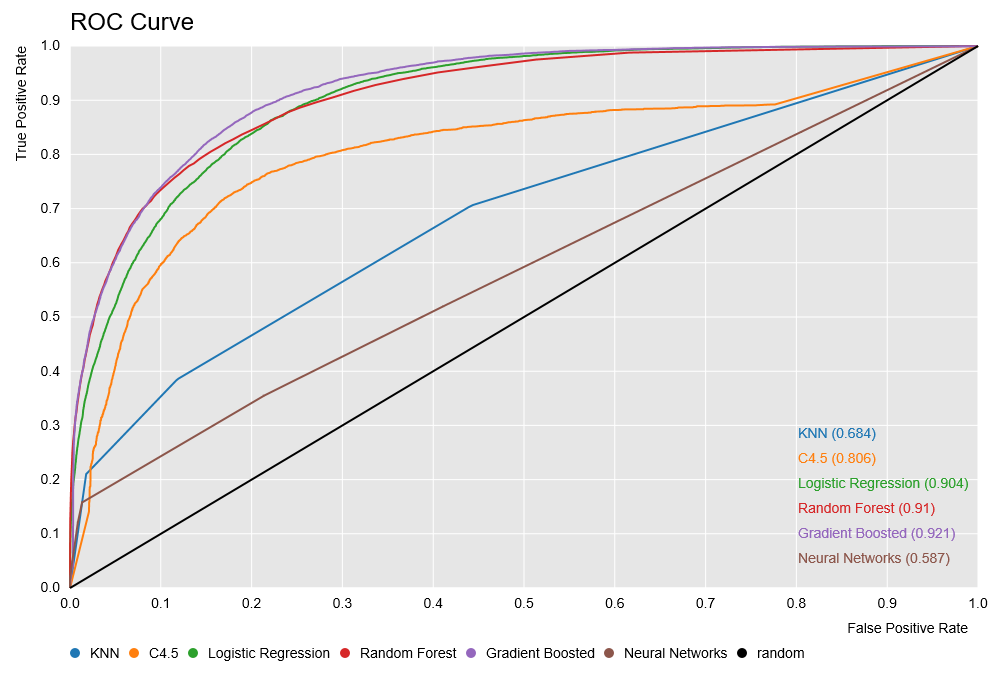 ROC Curve
True Positive Rate
1.0
0.9
0.8
0.7
0.6
0.5
0.4
0.3
0.2
0.1
0.0
KNN (0.684)
C4.5 (0.806)
Logistic Regression (0.904)
Random Forest (0.91)
Gradient Boosted (0.921)
Neural Networks (0.587)
0.0 0.1 0.2 0.3 0.4 0.5 0.6 0.7 0.8 0.9 1.0
False Positive Rate
KNN C4.5 Logistic Regression Random Forest Gradient Boosted Neural Networks random